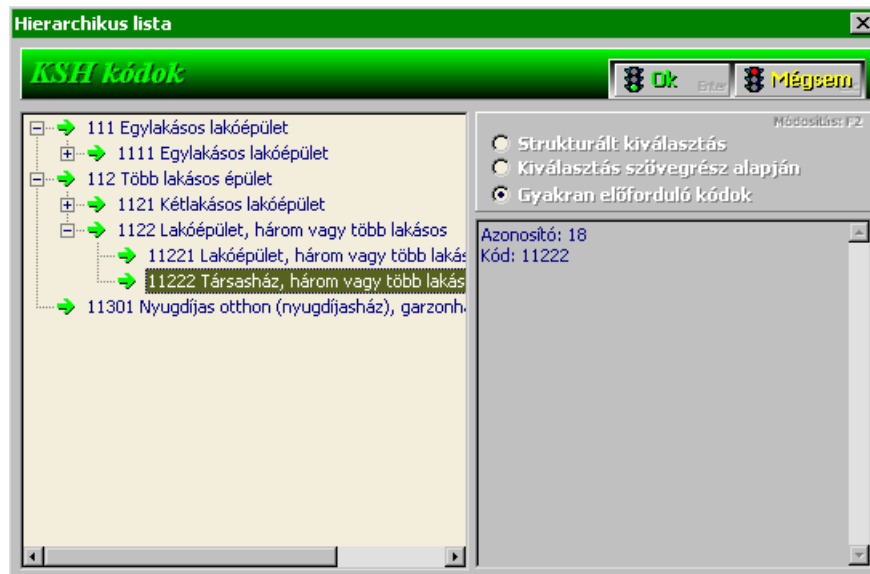 Hierarchikus lista
KSH kódok
Ok Enter Mégsem
Módosítás: F2
111 Egylakásos lakóépület
1111 Egylakásos lakóépület
112 Több lakásos épület
1121 Kétlakásos lakóépület
1122 Lakóépület, három vagy több lakásos
11221 Lakóépület, három vagy több lakás
11222 Társasház, három vagy több lakás
11301 Nyugdíjas otthon (nyugdíjasház), garzonh
Strukturált kiválasztás
Kiválasztás szövegrész alapján
Gyakran előforduló kódok
Azonosító: 18
Kód: 11222